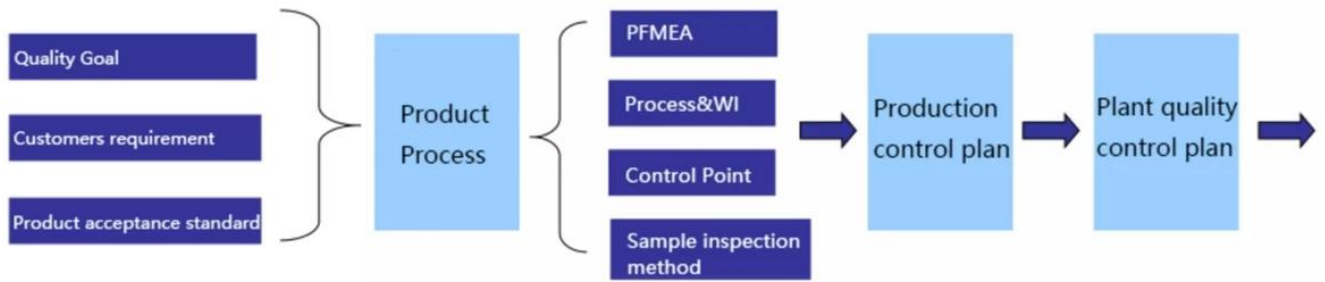 Quality Goal
Customers requirement
Product acceptance standard
Product
Process
PFMEA
Process&WI
Control Point
Sample inspection
method
Production
control plan
Plant quality
control plan